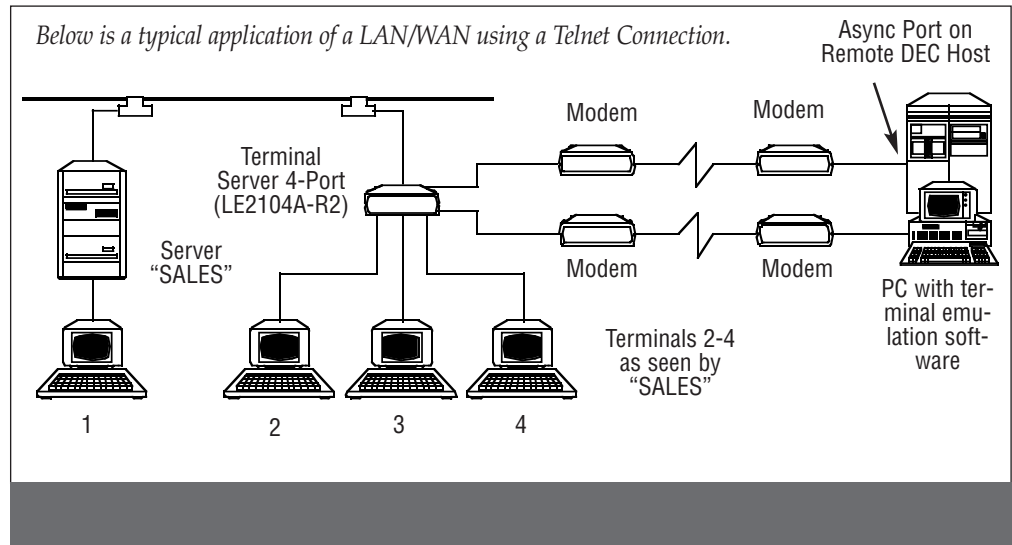 Below is a typical application of a LAN/WAN using a Telnet Connection.
Async Port on
Remote DEC Host
Modem
Modem
Terminal
Server 4-Port
(LE2104A-R2)
Server
“SALES”
Modem
Modem
PC with ter-
minal emu-
lation soft-
ware
Terminals 2-4
as seen by
“SALES”
1
2
3
4